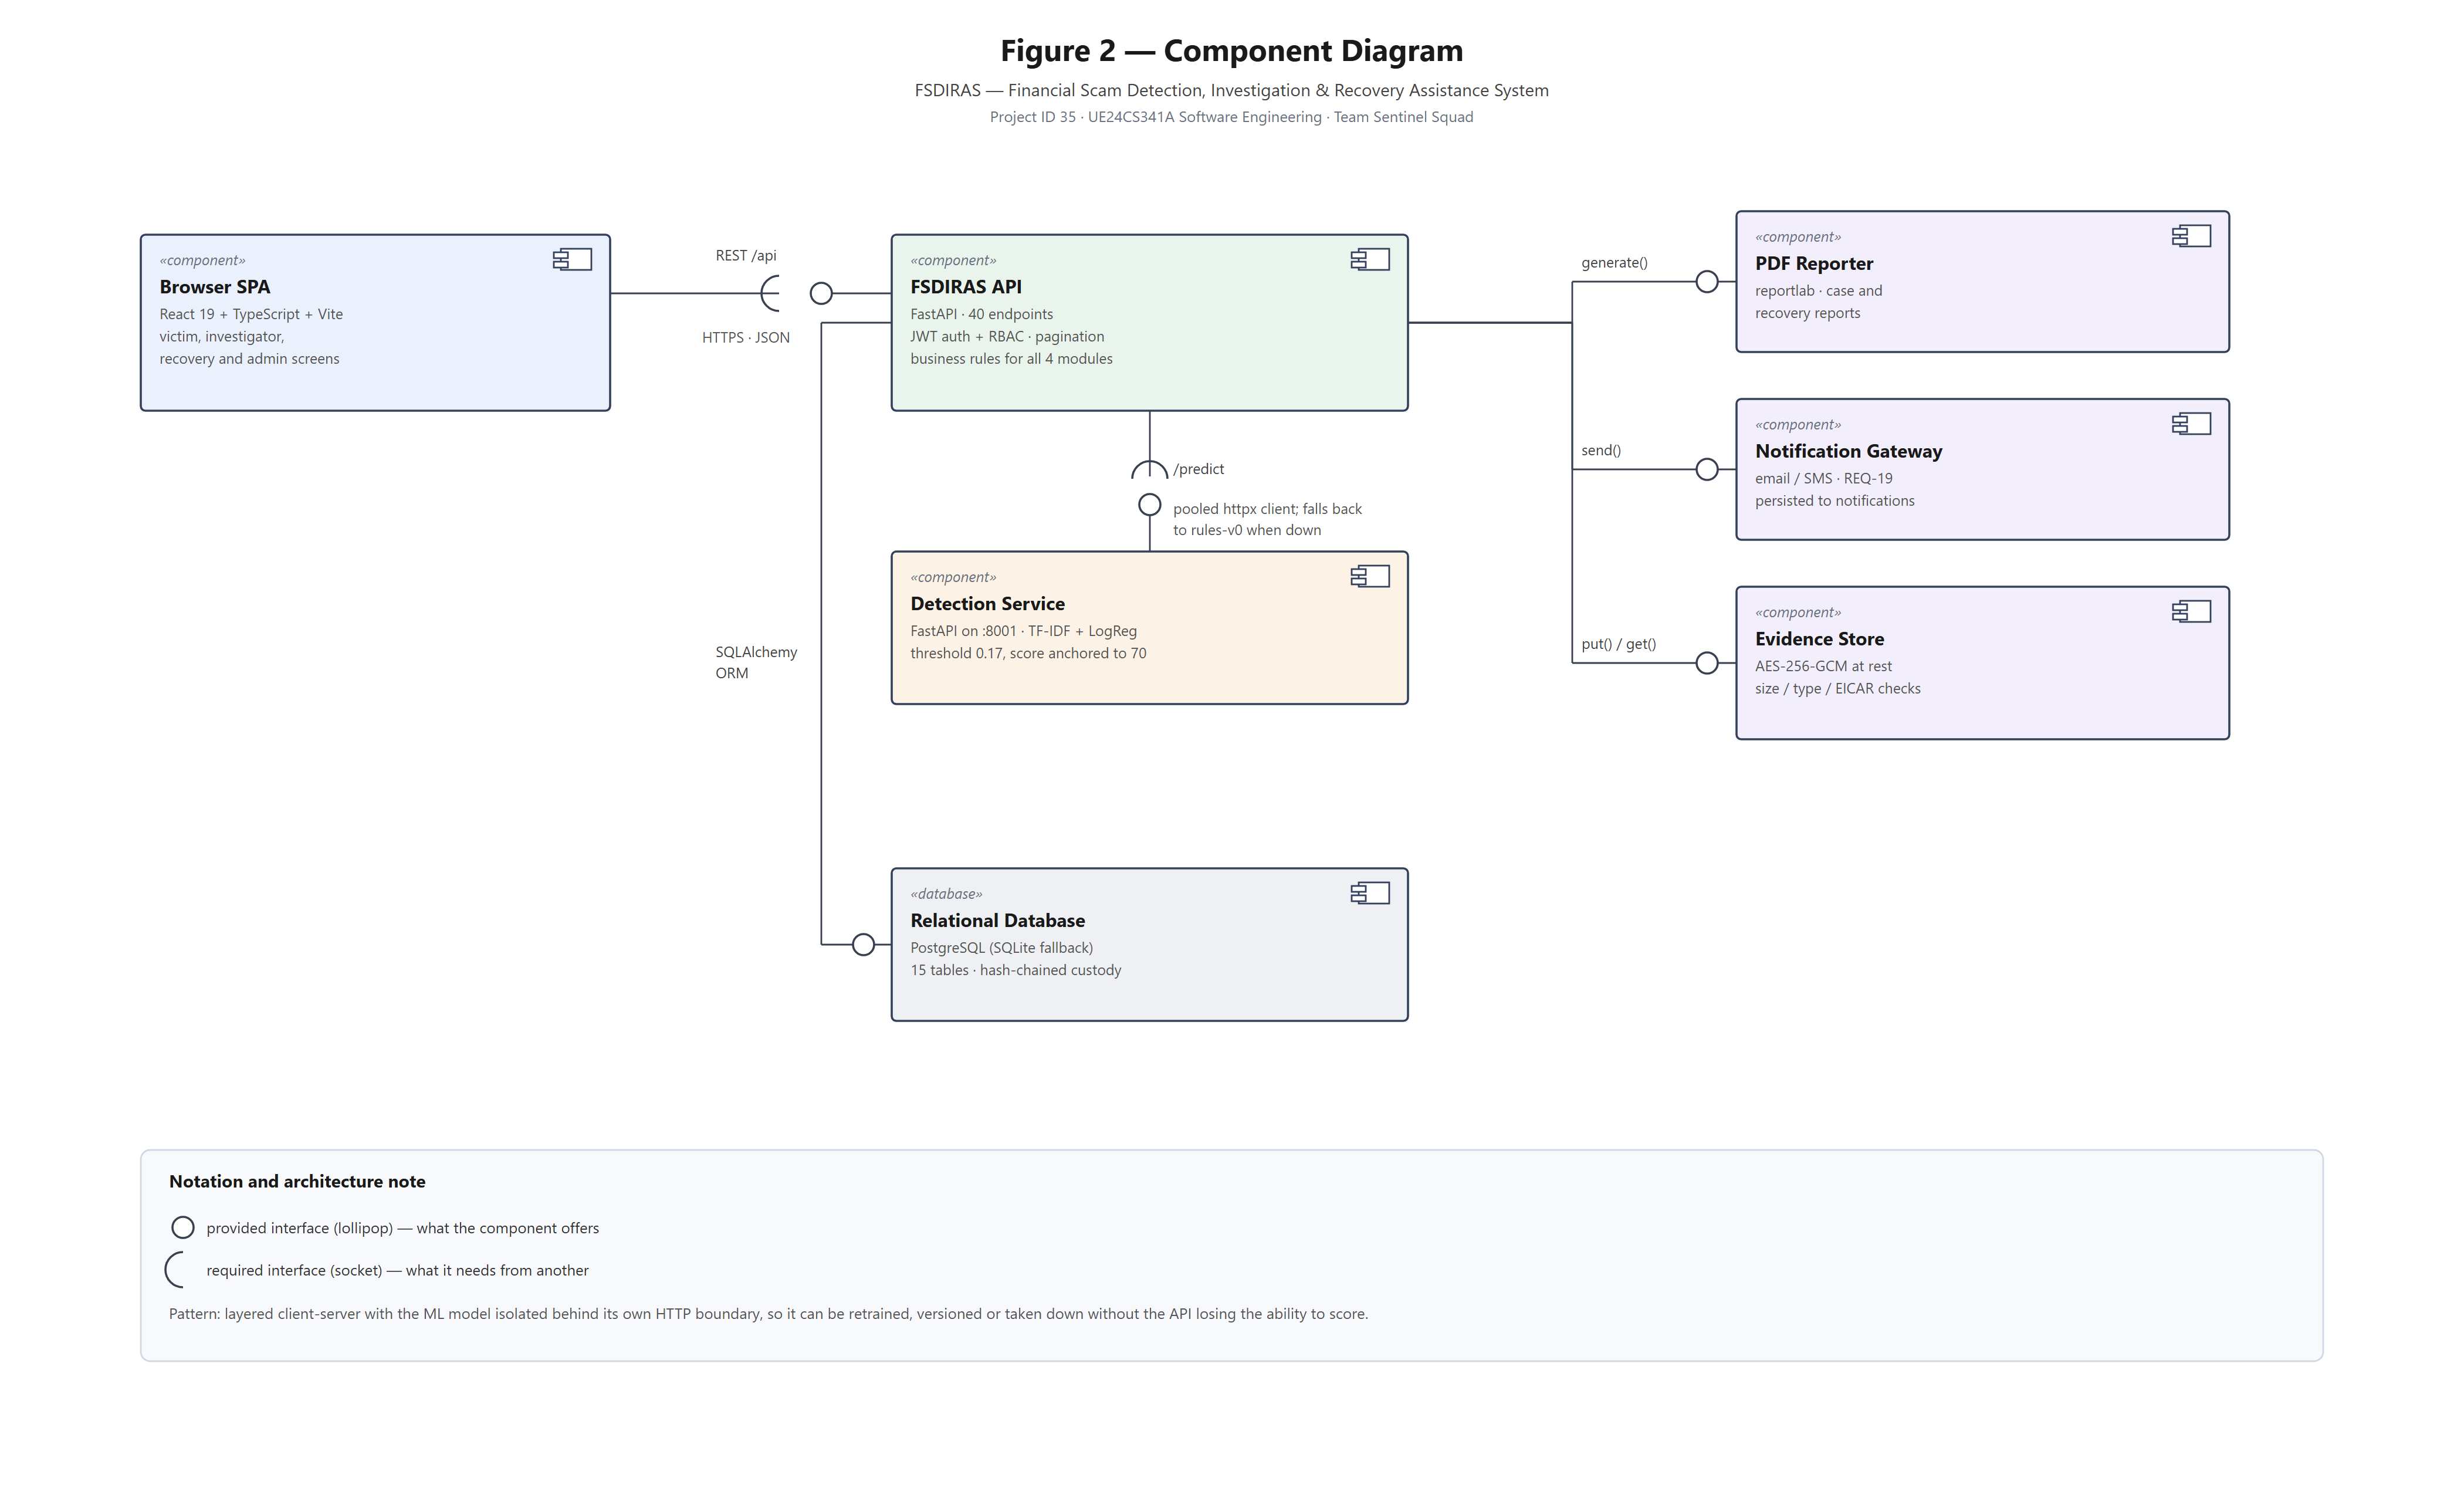 Figure 2 — Component Diagram
FSDIRAS — Financial Scam Detection, Investigation & Recovery Assistance System
Project ID 35 · UE24CS341A Software Engineering · Team Sentinel Squad
«component»
Browser SPA
React 19 + TypeScript + Vite
victim, investigator,
recovery and admin screens
REST /api
HTTPS · JSON
«component»
FSDIRAS API
FastAPI · 40 endpoints
JWT auth + RBAC · pagination
business rules for all 4 modules
generate()
«component»
PDF Reporter
reportlab · case and
recovery reports
send()
«component»
Notification Gateway
email / SMS · REQ-19
persisted to notifications
/predict
pooled httpx client; falls back
to rules-v0 when down
«component»
Detection Service
FastAPI on :8001 · TF-IDF + LogReg
threshold 0.17, score anchored to 70
put() / get()
«component»
Evidence Store
AES-256-GCM at rest
size / type / EICAR checks
SQLAlchemy
ORM
«database»
Relational Database
PostgreSQL (SQLite fallback)
15 tables · hash-chained custody
Notation and architecture note
provided interface (lollipop) — what the component offers
required interface (socket) — what it needs from another
Pattern: layered client-server with the ML model isolated behind its own HTTP boundary, so it can be retrained, versioned or taken down without the API losing the ability to score.